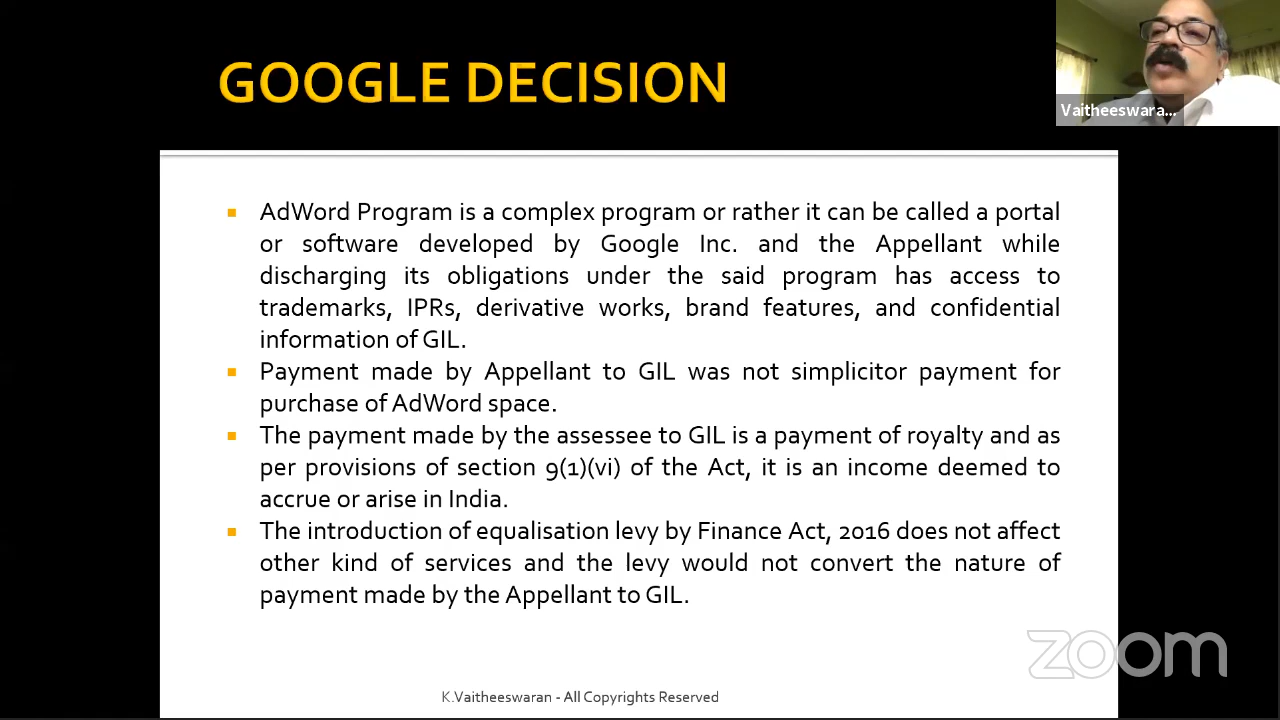 GOOGLE DECISION
Vaitheeswara...
AdWord Program is a complex program or rather it can be called a portal
or software developed by Google Inc. and the Appellant while
discharging its obligations under the said program has access to
trademarks, IPRs, derivative works, brand features, and confidential
information of GIL.
Payment made by Appellant to GIL was not simplicitor payment for
purchase of AdWord space.
The payment made by the assessee to GIL is a payment of royalty and as
per provisions of section 9(1)(vi) of the Act, it is an income deemed to
accrue or arise in India.
The introduction of equalisation levy by Finance Act, 2016 does not affect
other kind of services and the levy would not convert the nature of
payment made by the Appellant to GIL.
zoom
K.Vaitheeswaran - All Copyrights Reserved